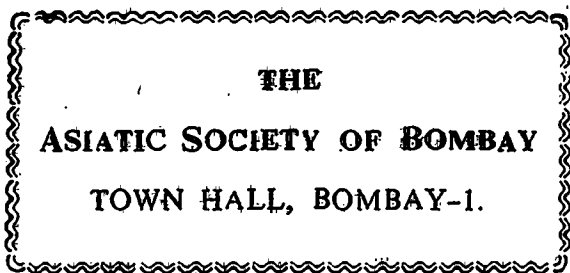 THE
ASIATIC SOCIETY OF BOMBAY
TOWN HALL, BOMBAY-1.